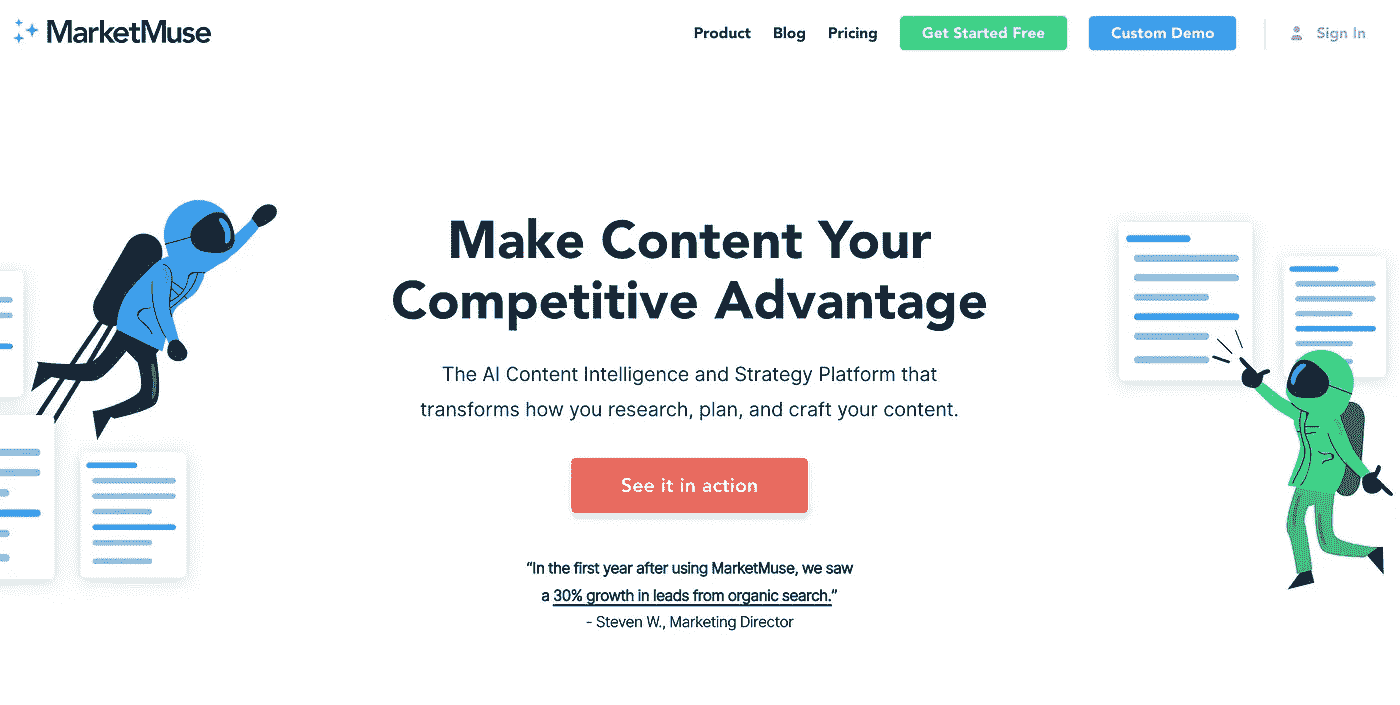 MarketMuse
Product Blog Pricing Get Started Free Custom Demo Sign In
Make Content Your
Competitive Advantage
The AI Content Intelligence and Strategy Platform that
transforms how you research, plan, and craft your content.
See it in action
“In the first year after using MarketMuse, we saw
a 30% growth in leads from organic search.”
- Steven W., Marketing Director